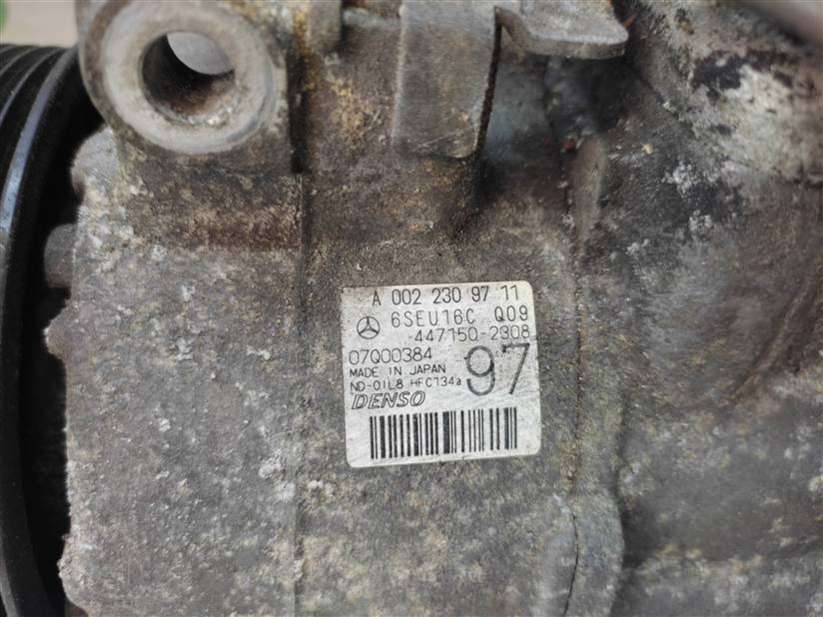 A 002 230 97 11
6SEU16C Q09
447150-2308
07Q00384
97
MADE IN JAPAN
ND-OIL8 HFC134a
DENSO